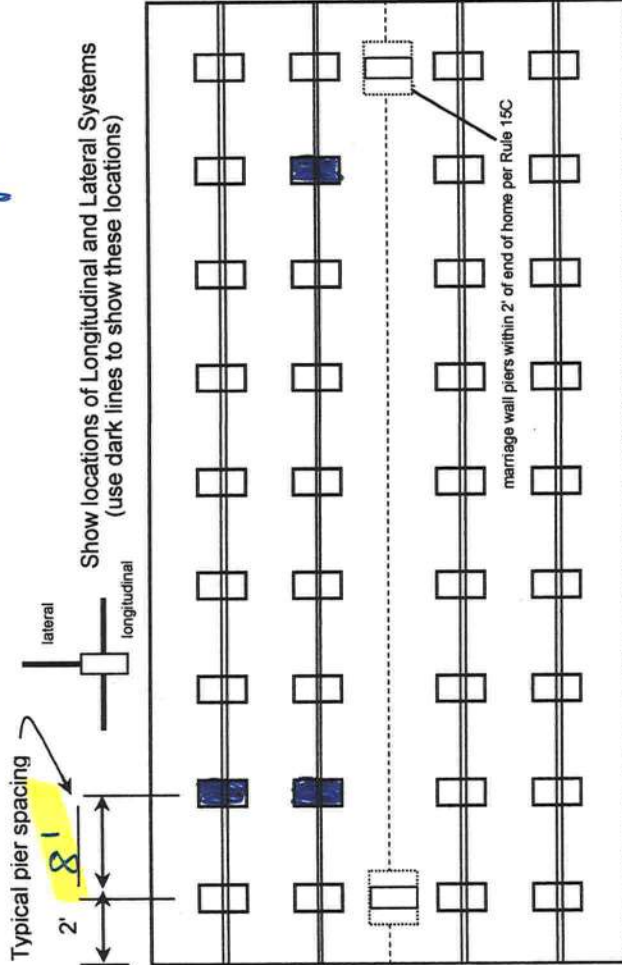 Typical pier spacing
8'
2'
lateral
longitudinal
Show locations of Longitudinal and Lateral Systems
(use dark lines to show these locations)
marriage wall piers within 2' of end of home per Rule 15C